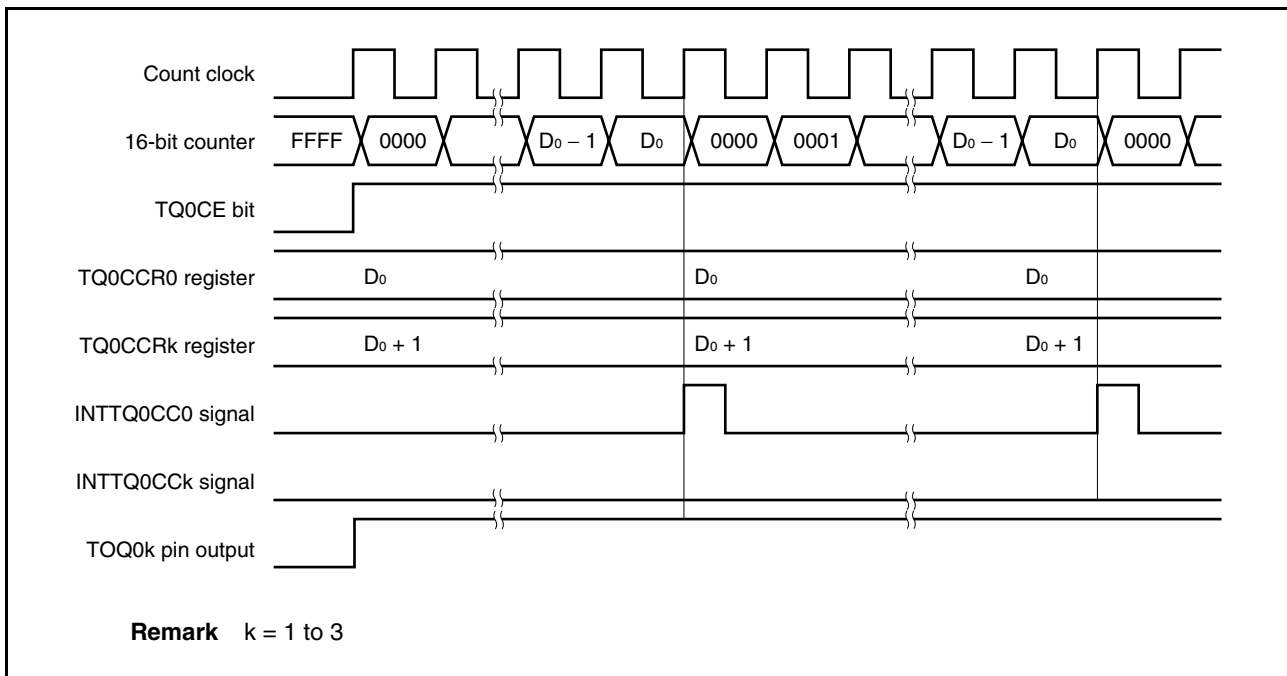 Count clock
16-bit counter FFFF 0000 D₀ – 1 D₀ 0000 0001 D₀ – 1 D₀ 0000
TQ0CE bit
TQ0CCR0 register D₀ D₀ D₀
TQ0CCRk register D₀ + 1 D₀ + 1 D₀ + 1
INTTQ0CC0 signal
INTTQ0CCk signal
TOQ0k pin output
Remark k = 1 to 3